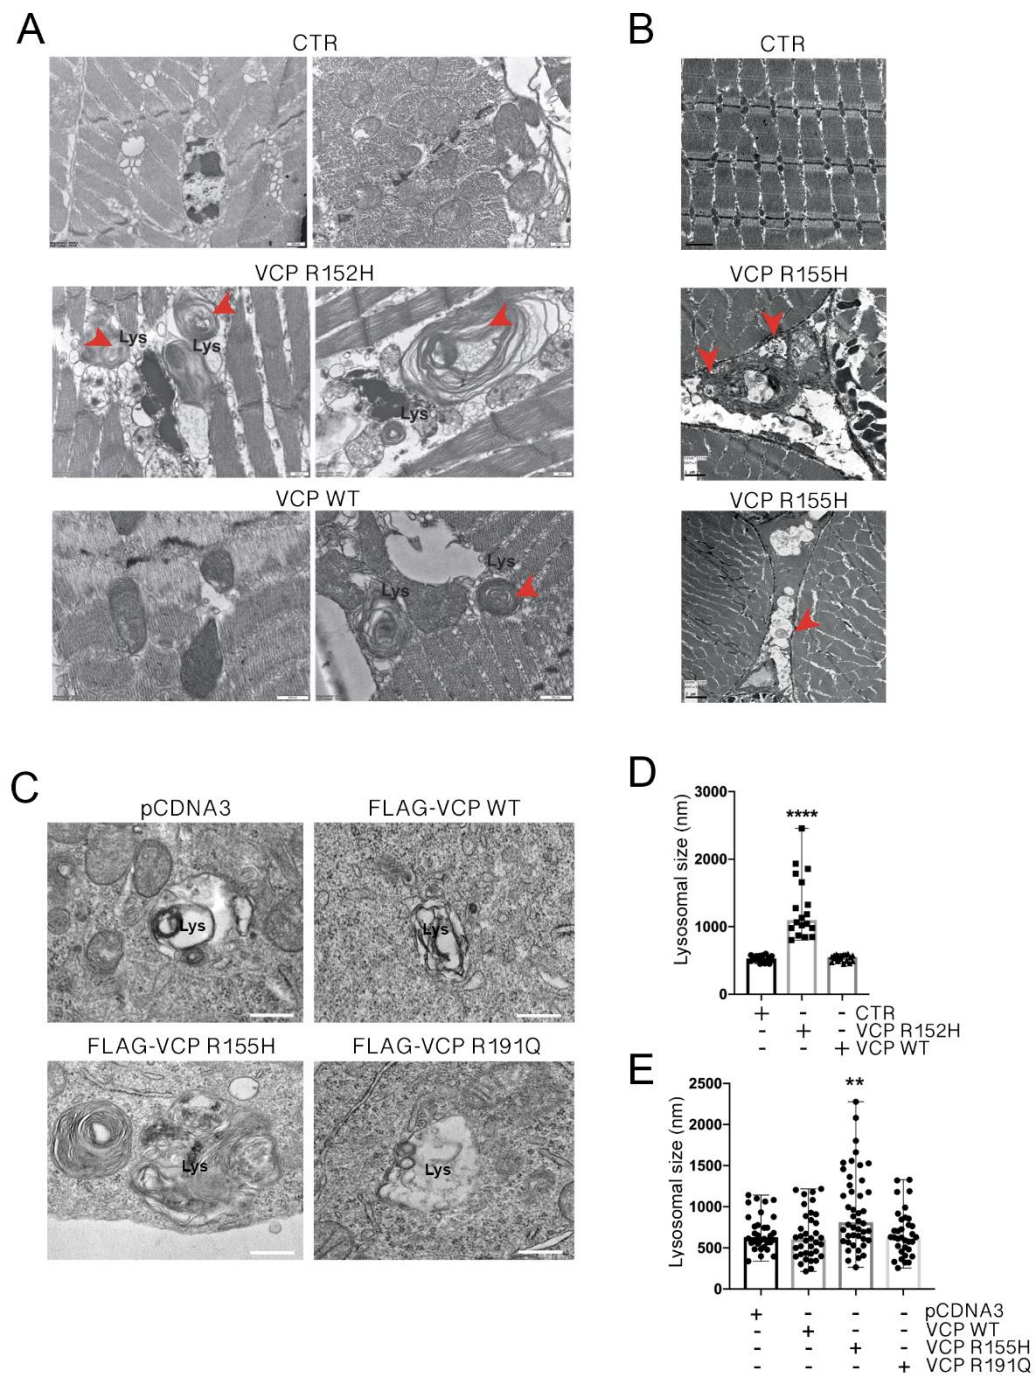 A
CTR
VCP R152H
Lys
Lys
Lys
VCP WT
Lys
Lys
B
CTR
VCP R155H
VCP R155H
C
pCDNA3
FLAG-VCP WT
Lys
Lys
FLAG-VCP R155H
FLAG-VCP R191Q
Lys
Lys
D
Lysosomal size (nm)
3000
2000
1000
0
****
+ - - CTR
- + - VCP R152H
- - + VCP WT
E
Lysosomal size (nm)
2500
2000
1500
1000
500
0
**
+ - - - pCDNA3
- + - - VCP WT
- - + - VCP R155H
- - - + VCP R191Q